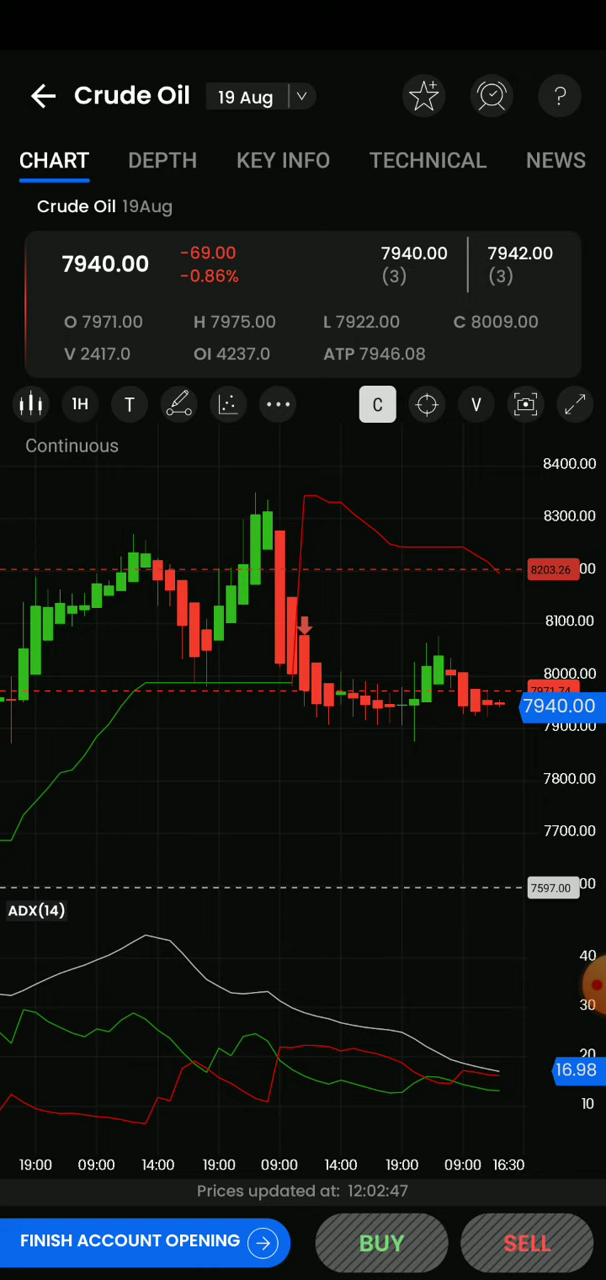 Crude Oil 19 Aug ?
CHART DEPTH KEY INFO TECHNICAL NEWS
Crude Oil 19Aug
7940.00 -69.00 7940.00 7942.00
-0.86% (3) (3)
O 7971.00 H 7975.00 L 7922.00 C 8009.00
V 2417.0 OI 4237.0 ATP 7946.08
1H T C V
Continuous
8400.00
8300.00
8203.26 00
8100.00
8000.00
7971.74
7940.00
7900.00
7800.00
7700.00
7597.00 00
ADX(14)
40
30
20
16.98
10
19:00 09:00 14:00 19:00 09:00 14:00 19:00 09:00 16:30
Prices updated at: 12:02:47
FINISH ACCOUNT OPENING BUY SELL